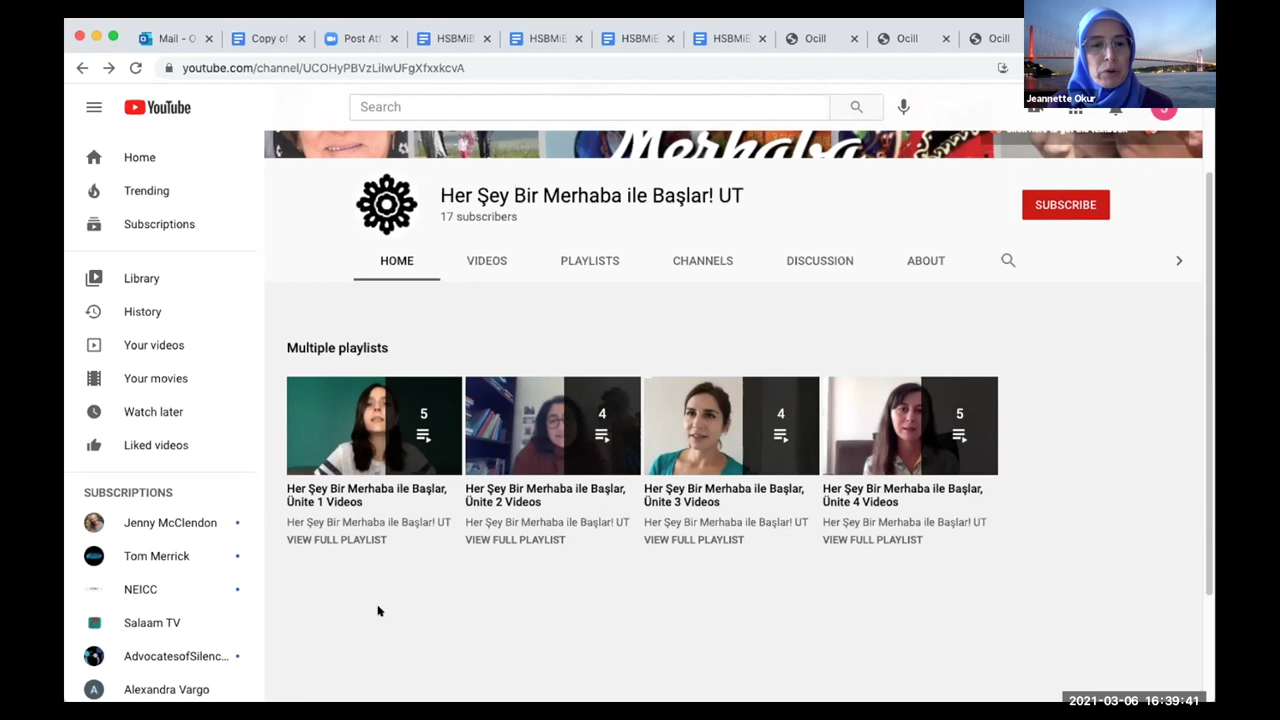 Mail - O
Copy of
Post Att
HSBMiB
HSBMiE
HSBMiE
HSBMiE
Ocill
Ocill
Ocill
Jeannette Okur
YouTube
Search
Merhaba
Home
Trending
Subscriptions
Library
History
Your videos
Your movies
Watch later
Liked videos
SUBSCRIPTIONS
Jenny McClendon
Tom Merrick
NEICC
Salaam TV
AdvocatesofSilenc...
Alexandra Vargo
Her Şey Bir Merhaba ile Başlar! UT
17 subscribers
SUBSCRIBE
HOME
VIDEOS
PLAYLISTS
CHANNELS
DISCUSSION
ABOUT
Multiple playlists
5
Her Şey Bir Merhaba ile Başlar,
Ünite 1 Videos
Her Şey Bir Merhaba ile Başlar! UT
VIEW FULL PLAYLIST
4
Her Şey Bir Merhaba ile Başlar,
Ünite 2 Videos
Her Şey Bir Merhaba ile Başlar! UT
VIEW FULL PLAYLIST
4
Her Şey Bir Merhaba ile Başlar,
Ünite 3 Videos
Her Şey Bir Merhaba ile Başlar! UT
VIEW FULL PLAYLIST
5
Her Şey Bir Merhaba ile Başlar,
Ünite 4 Videos
Her Şey Bir Merhaba ile Başlar! UT
VIEW FULL PLAYLIST
2021-03-06 16:39:41